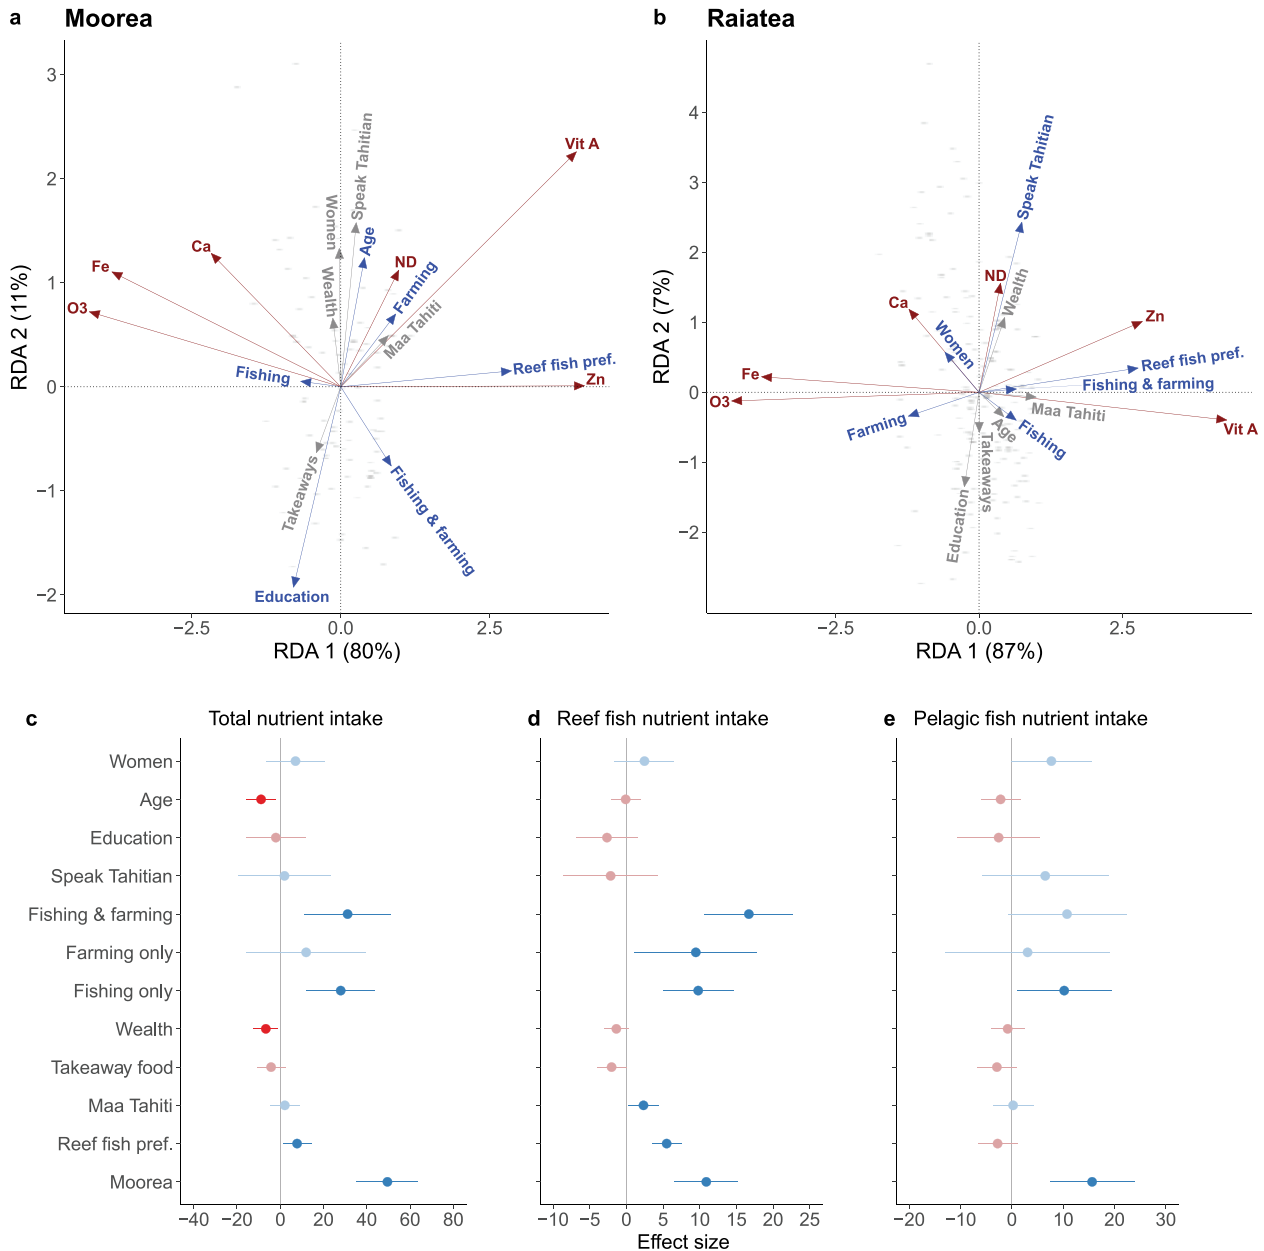 a Moorea
b Raiatea
3
2
1
0
−1
−2
RDA 2 (11%)
Vit A
Speak Tahitian
Women
Age
ND
Ca
Fe
O3
Wealth
Farming
Maa Tahiti
Reef fish pref.
Fishing
Zn
Takeaways
Fishing & farming
Education
−2.5
0.0
2.5
RDA 1 (80%)
4
3
2
1
0
−1
−2
RDA 2 (7%)
Speak Tahitian
ND
Wealth
Ca
Zn
Women
Reef fish pref.
Fe
Fishing & farming
O3
Maa Tahiti
Farming
Age
Fishing
Vit A
Takeaways
Education
−2.5
0.0
2.5
RDA 1 (87%)
c Total nutrient intake
d Reef fish nutrient intake
e Pelagic fish nutrient intake
Women
Age
Education
Speak Tahitian
Fishing & farming
Farming only
Fishing only
Wealth
Takeaway food
Maa Tahiti
Reef fish pref.
Moorea
−40 −20 0 20 40 60 80
−10 −5 0 5 10 15 20 25
−20 −10 0 10 20 30
Effect size